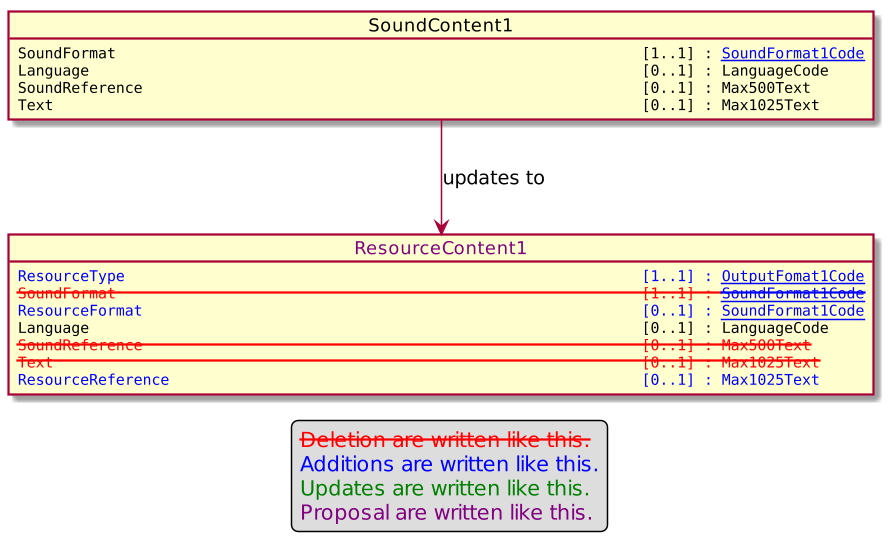 SoundContent1
SoundFormat [1..1] : SoundFormat1Code
Language [0..1] : LanguageCode
SoundReference [0..1] : Max500Text
Text [0..1] : Max1025Text
updates to
ResourceContent1
ResourceType [1..1] : OutputFomat1Code
SoundFormat [1..1] : SoundFormat1Code
ResourceFormat [0..1] : SoundFormat1Code
Language [0..1] : LanguageCode
SoundReference [0..1] : Max500Text
Text [0..1] : Max1025Text
ResourceReference [0..1] : Max1025Text
Deletion are written like this.
Additions are written like this.
Updates are written like this.
Proposal are written like this.